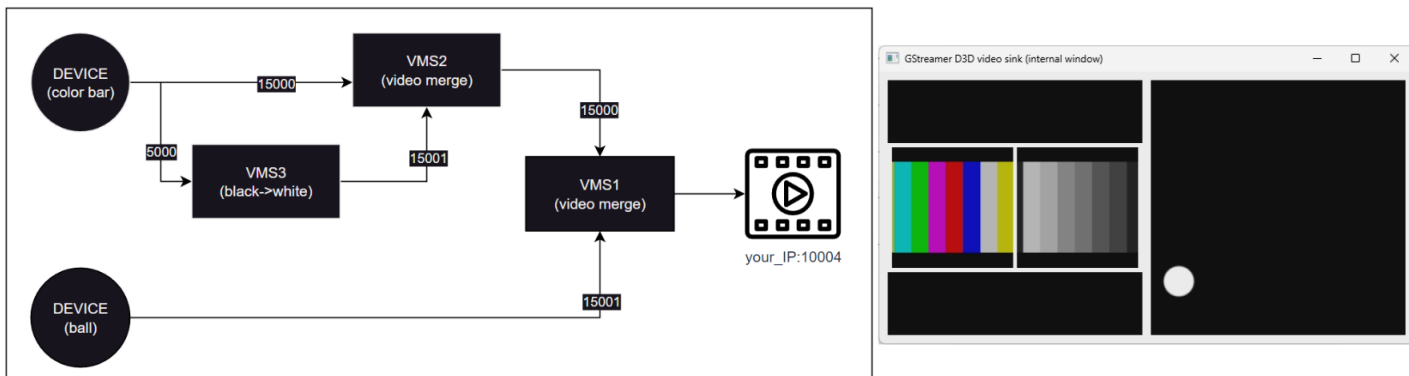 DEVICE
(color bar)
15000
VMS2
(video merge)
5000
VMS3
(black->white)
15001
15000
VMS1
(video merge)
your_IP:10004
DEVICE
(ball)
15001
GStreamer D3D video sink (internal window)